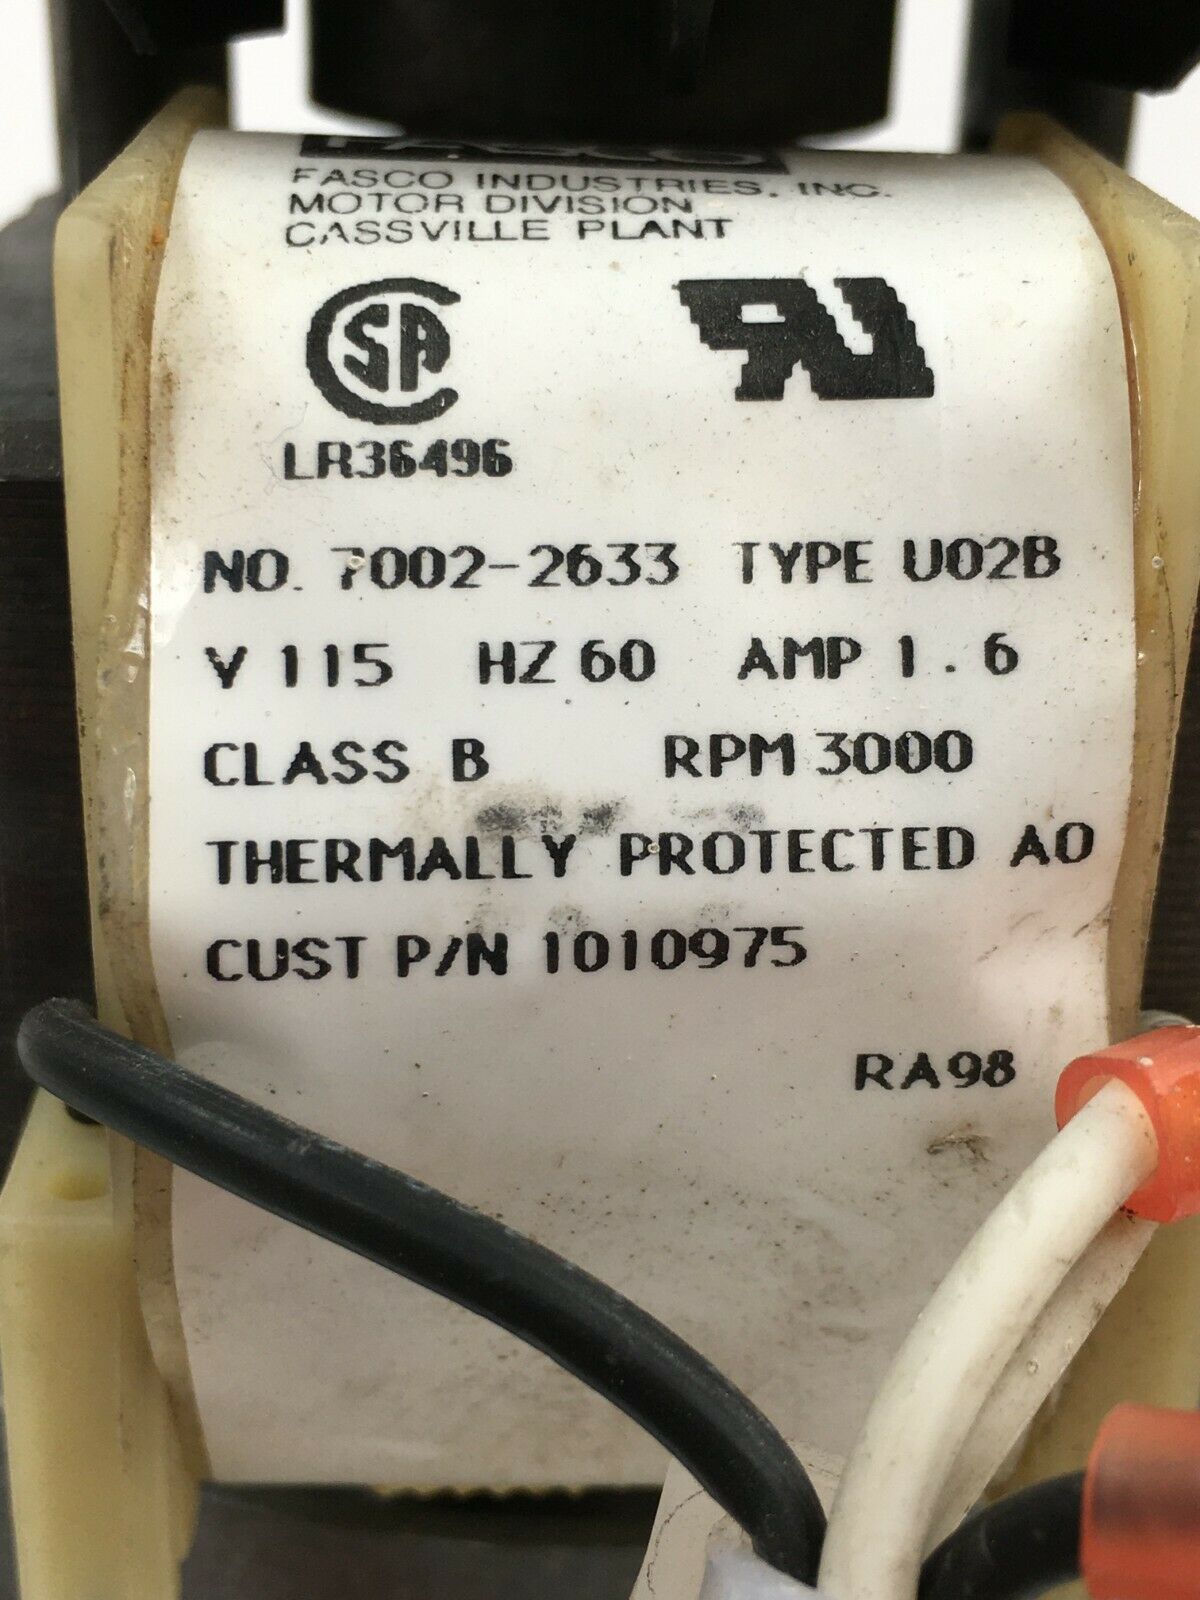 FASCO
FASCO INDUSTRIES, INC.
MOTOR DIVISION
CASSVILLE PLANT
LR36496
NO. 7002-2633 TYPE U02B
V 115 HZ 60 AMP 1.6
CLASS B RPM 3000
THERMALLY PROTECTED AO
CUST P/N 1010975
RA98